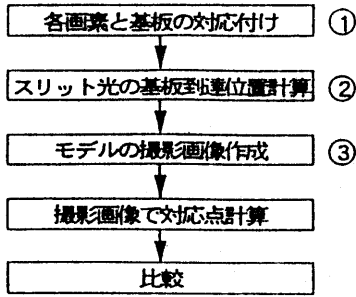 各画素と基板の対応付け ①
スリット光の基板到達位置計算 ②
モデルの撮影画像作成 ③
撮影画像で対応点計算
比較